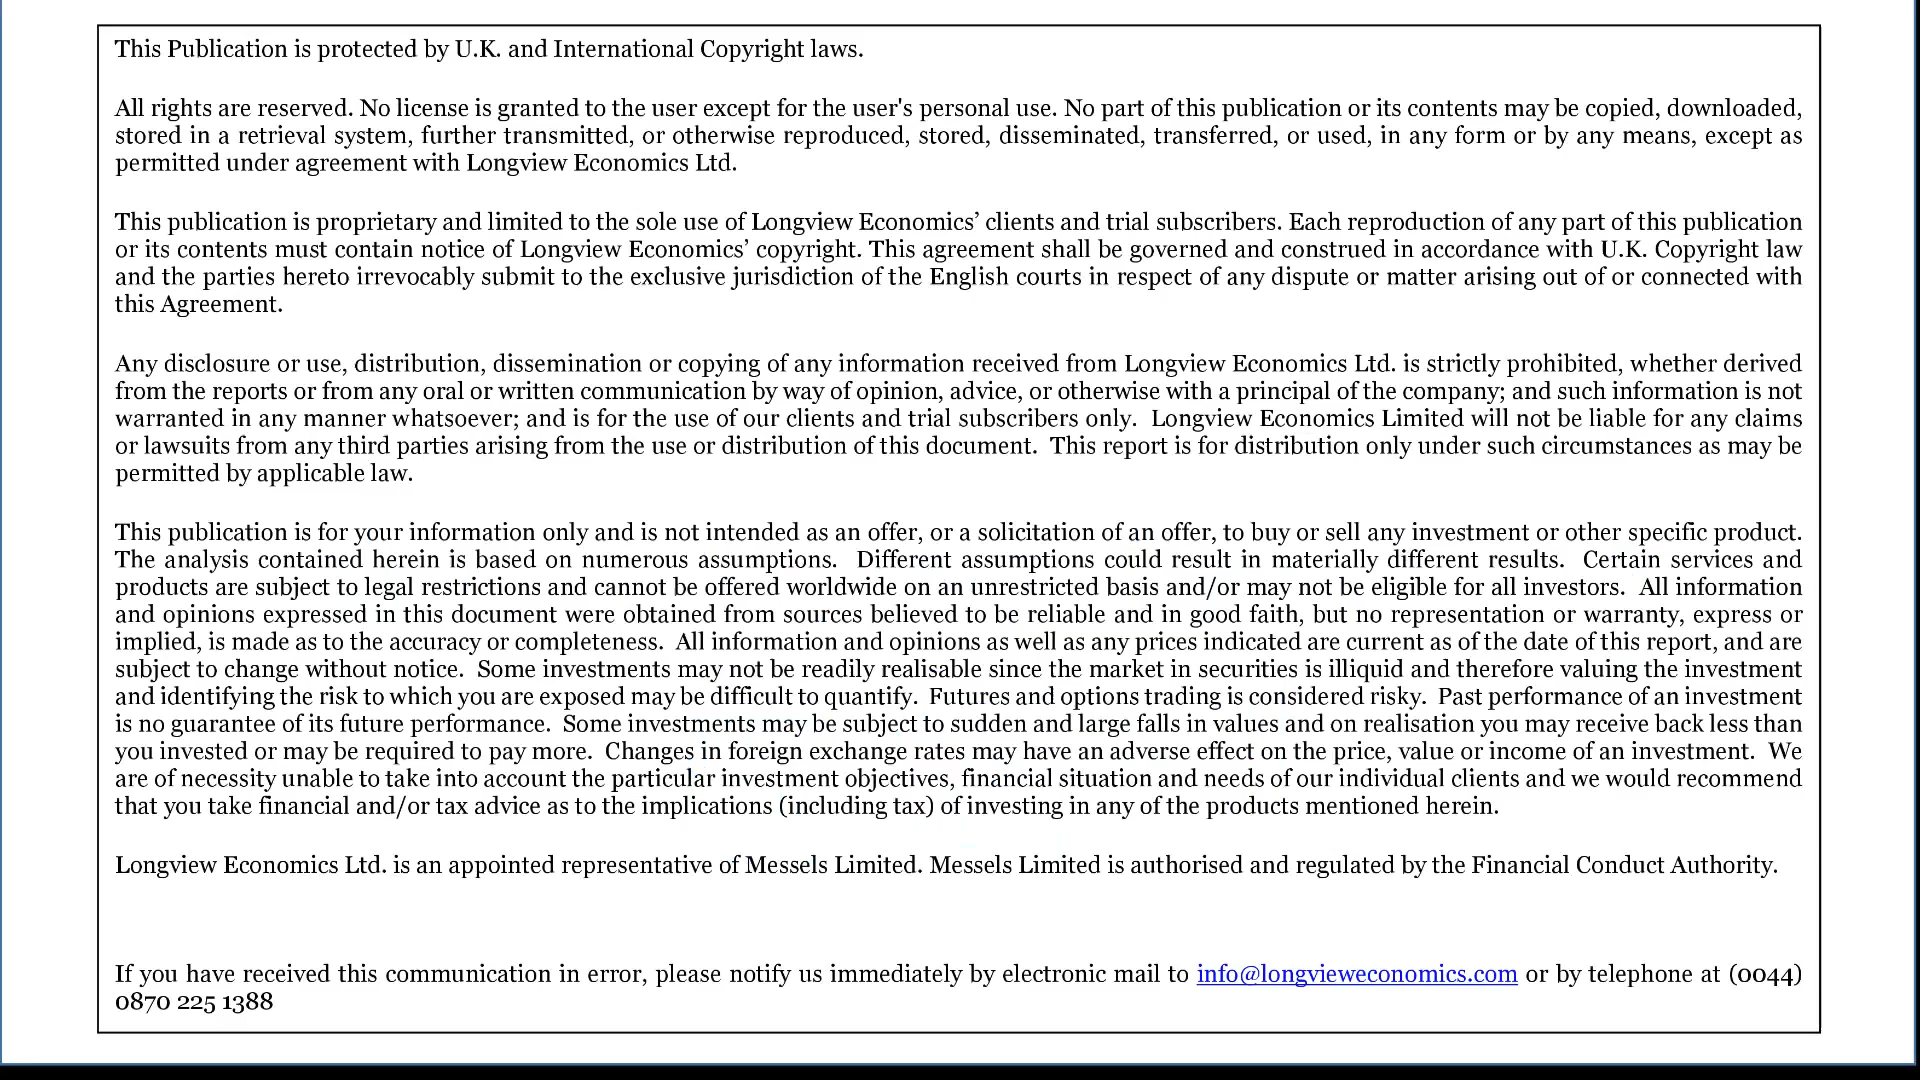 This Publication is protected by U.K. and International Copyright laws.
All rights are reserved. No license is granted to the user except for the user's personal use. No part of this publication or its contents may be copied, downloaded,
stored in a retrieval system, further transmitted, or otherwise reproduced, stored, disseminated, transferred, or used, in any form or by any means, except as
permitted under agreement with Longview Economics Ltd.
This publication is proprietary and limited to the sole use of Longview Economics’ clients and trial subscribers. Each reproduction of any part of this publication
or its contents must contain notice of Longview Economics’ copyright. This agreement shall be governed and construed in accordance with U.K. Copyright law
and the parties hereto irrevocably submit to the exclusive jurisdiction of the English courts in respect of any dispute or matter arising out of or connected with
this Agreement.
Any disclosure or use, distribution, dissemination or copying of any information received from Longview Economics Ltd. is strictly prohibited, whether derived
from the reports or from any oral or written communication by way of opinion, advice, or otherwise with a principal of the company; and such information is not
warranted in any manner whatsoever; and is for the use of our clients and trial subscribers only.  Longview Economics Limited will not be liable for any claims
or lawsuits from any third parties arising from the use or distribution of this document.  This report is for distribution only under such circumstances as may be
permitted by applicable law.
This publication is for your information only and is not intended as an offer, or a solicitation of an offer, to buy or sell any investment or other specific product.
The analysis contained herein is based on numerous assumptions.  Different assumptions could result in materially different results.  Certain services and
products are subject to legal restrictions and cannot be offered worldwide on an unrestricted basis and/or may not be eligible for all investors.  All information
and opinions expressed in this document were obtained from sources believed to be reliable and in good faith, but no representation or warranty, express or
implied, is made as to the accuracy or completeness.  All information and opinions as well as any prices indicated are current as of the date of this report, and are
subject to change without notice.  Some investments may not be readily realisable since the market in securities is illiquid and therefore valuing the investment
and identifying the risk to which you are exposed may be difficult to quantify.  Futures and options trading is considered risky.  Past performance of an investment
is no guarantee of its future performance.  Some investments may be subject to sudden and large falls in values and on realisation you may receive back less than
you invested or may be required to pay more.  Changes in foreign exchange rates may have an adverse effect on the price, value or income of an investment.  We
are of necessity unable to take into account the particular investment objectives, financial situation and needs of our individual clients and we would recommend
that you take financial and/or tax advice as to the implications (including tax) of investing in any of the products mentioned herein.
Longview Economics Ltd. is an appointed representative of Messels Limited. Messels Limited is authorised and regulated by the Financial Conduct Authority.
If you have received this communication in error, please notify us immediately by electronic mail to info@longvieweconomics.com or by telephone at (0044)
0870 225 1388